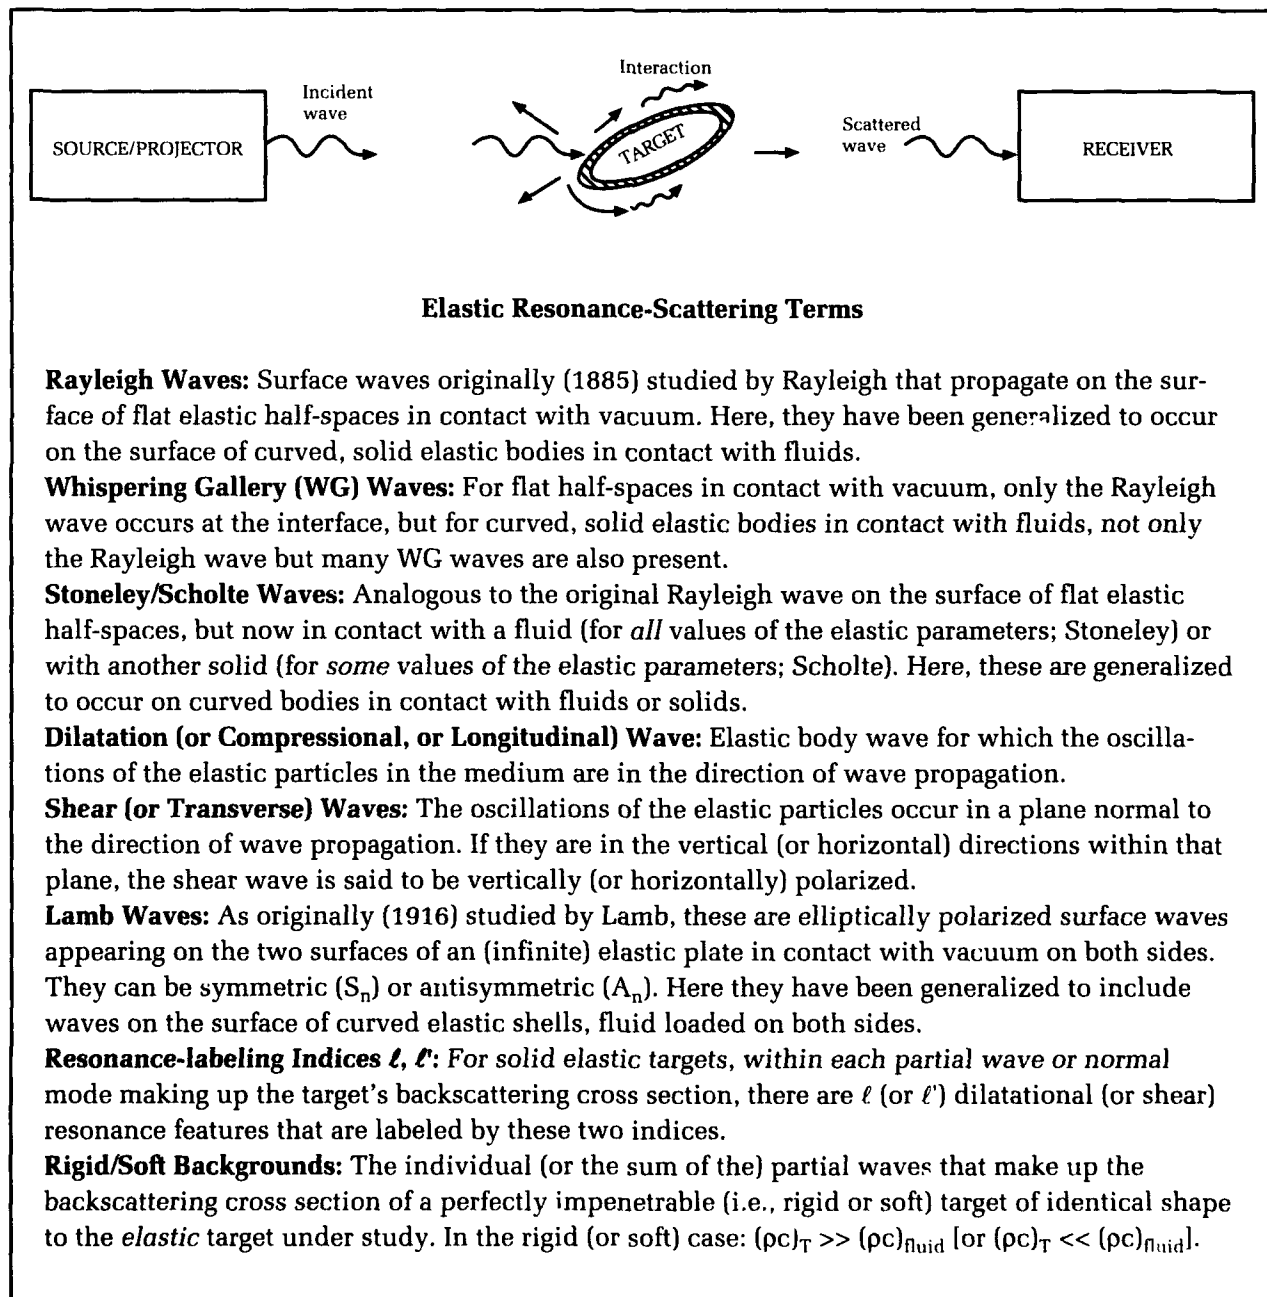 Interaction
Incident
wave
SOURCE/PROJECTOR
TARGET
Scattered
wave
RECEIVER
Elastic Resonance-Scattering Terms
Rayleigh Waves: Surface waves originally (1885) studied by Rayleigh that propagate on the sur-
face of flat elastic half-spaces in contact with vacuum. Here, they have been generalized to occur
on the surface of curved, solid elastic bodies in contact with fluids.
Whispering Gallery (WG) Waves: For flat half-spaces in contact with vacuum, only the Rayleigh
wave occurs at the interface, but for curved, solid elastic bodies in contact with fluids, not only
the Rayleigh wave but many WG waves are also present.
Stoneley/Scholte Waves: Analogous to the original Rayleigh wave on the surface of flat elastic
half-spaces, but now in contact with a fluid (for all values of the elastic parameters; Stoneley) or
with another solid (for some values of the elastic parameters; Scholte). Here, these are generalized
to occur on curved bodies in contact with fluids or solids.
Dilatation (or Compressional, or Longitudinal) Wave: Elastic body wave for which the oscilla-
tions of the elastic particles in the medium are in the direction of wave propagation.
Shear (or Transverse) Waves: The oscillations of the elastic particles occur in a plane normal to
the direction of wave propagation. If they are in the vertical (or horizontal) directions within that
plane, the shear wave is said to be vertically (or horizontally) polarized.
Lamb Waves: As originally (1916) studied by Lamb, these are elliptically polarized surface waves
appearing on the two surfaces of an (infinite) elastic plate in contact with vacuum on both sides.
They can be symmetric (Sₙ) or antisymmetric (Aₙ). Here they have been generalized to include
waves on the surface of curved elastic shells, fluid loaded on both sides.
Resonance-labeling Indices ℓ, ℓ': For solid elastic targets, within each partial wave or normal
mode making up the target's backscattering cross section, there are ℓ (or ℓ') dilatational (or shear)
resonance features that are labeled by these two indices.
Rigid/Soft Backgrounds: The individual (or the sum of the) partial waves that make up the
backscattering cross section of a perfectly impenetrable (i.e., rigid or soft) target of identical shape
to the elastic target under study. In the rigid (or soft) case: (ρc)_T >> (ρc)_fluid [or (ρc)_T << (ρc)_fluid].